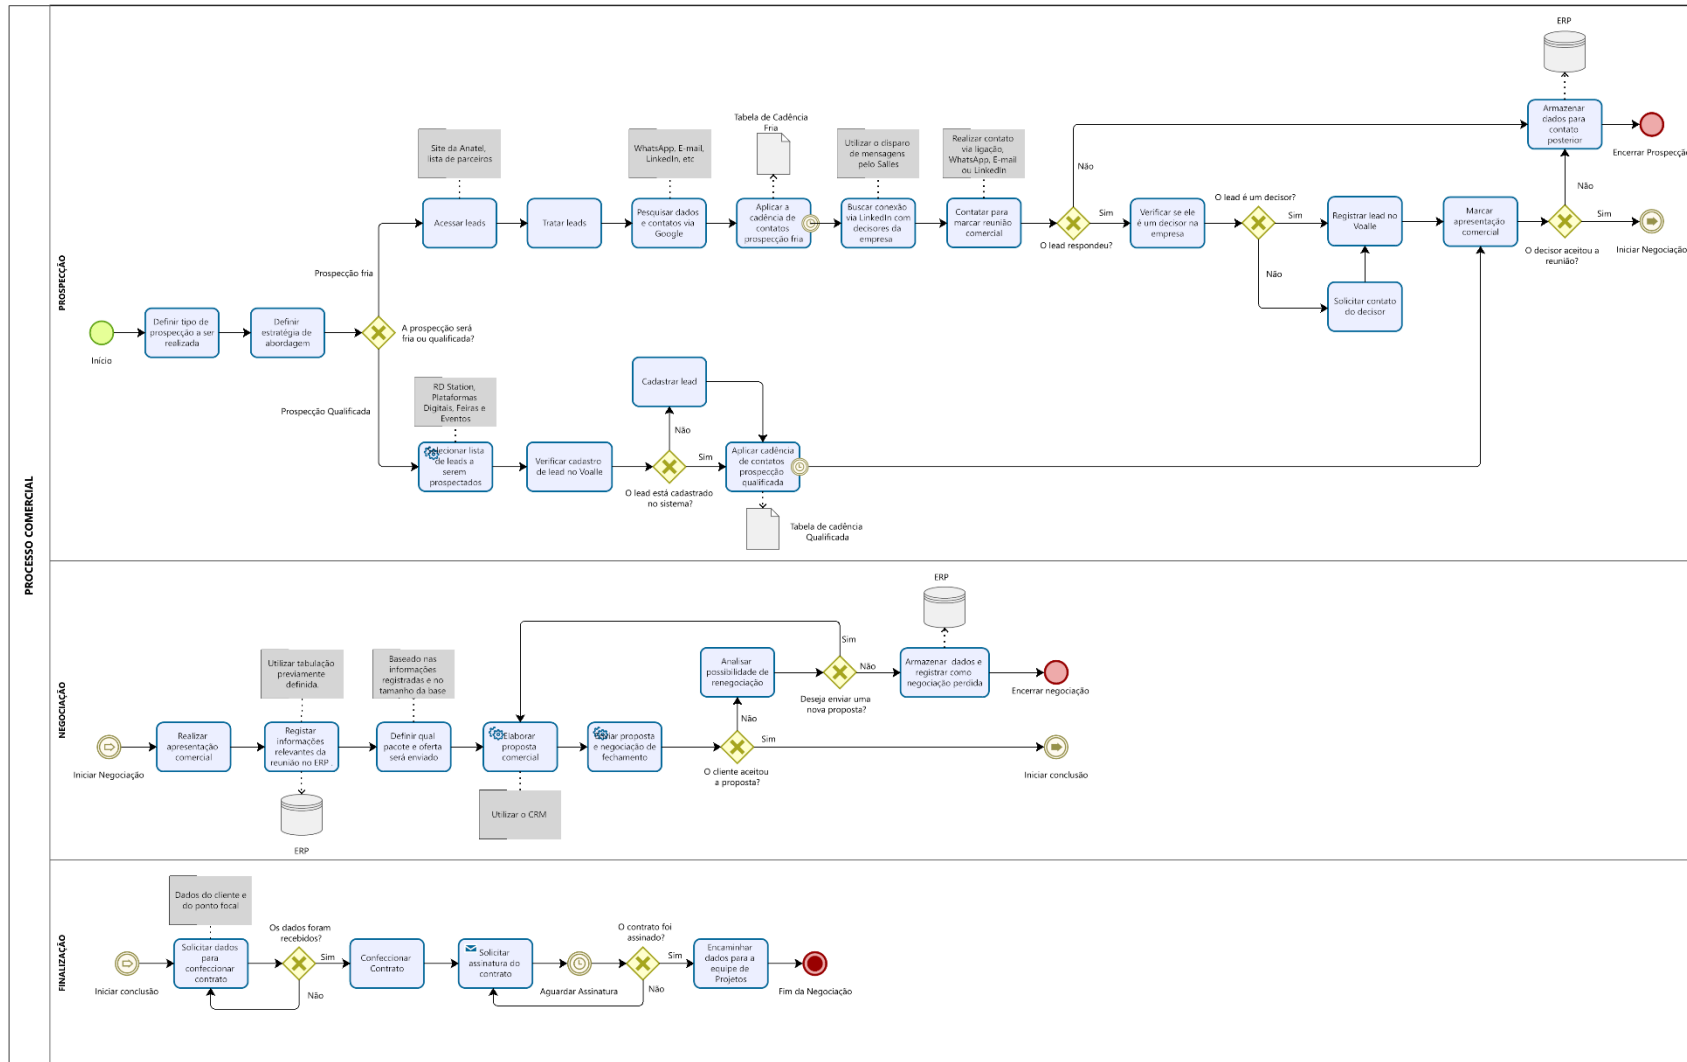 PROCESSO COMERCIAL
PROSPECÇÃO
ERP
Armazenar
dados para
contato
posterior
Encerrar Prospecção
Tabela de Cadência
Fria
Site da Anatel,
lista de parceiros
WhatsApp, E-mail,
LinkedIn, etc
Utilizar o disparo
de mensagens
pelo Salles
Realizar contato
via ligação,
WhatsApp, E-mail
ou LinkedIn
Não
Não
Acessar leads
Tratar leads
Pesquisar dados
e contatos via
Google
Aplicar a
cadência de
contatos
prospecção fria
Buscar conexão
via LinkedIn com
decisores da
empresa
Contatar para
marcar reunião
comercial
Sim
O lead respondeu?
Verificar se ele
é um decisor na
empresa
O lead é um decisor?
Sim
Não
Registrar lead no
Voalle
Marcar
apresentação
comercial
Sim
O decisor aceitou a
reunião?
Iniciar Negociação
Solicitar contato
do decisor
Prospecção fria
Início
Definir tipo de
prospecção a ser
realizada
Definir
estratégia de
abordagem
A prospecção será
fria ou qualificada?
Prospecção Qualificada
RD Station,
Plataformas
Digitais, Feiras e
Eventos
Cadastrar lead
Não
Selecionar lista
de leads a
serem
prospectados
Verificar cadastro
de lead no Voalle
Sim
O lead está cadastrado
no sistema?
Aplicar cadência
de contatos
prospecção
qualificada
Tabela de cadência
Qualificada
NEGOCIAÇÃO
ERP
Utilizar tabulação
previamente
definida.
Baseado nas
informações
registradas e no
tamanho da base
Sim
Analisar
possibilidade de
renegociação
Não
Deseja enviar uma
nova proposta?
Armazenar dados e
registrar como
negociação perdida
Encerrar negociação
Não
Iniciar Negociação
Realizar
apresentação
comercial
Registar
informações
relevantes da
reunião no ERP .
Definir qual
pacote e oferta
será enviado
Elaborar
proposta
comercial
proposta
e negociação de
fechamento
Sim
O cliente aceitou
a proposta?
Iniciar conclusão
ERP
Utilizar o CRM
FINALIZAÇÃO
Dados do cliente e
do ponto focal
Os dados foram
recebidos?
O contrato foi
assinado?
Iniciar conclusão
Solicitar dados
para
confeccionar
contrato
Sim
Não
Confeccionar
Contrato
Solicitar
assinatura do
contrato
Aguardar Assinatura
Sim
Não
Encaminhar
dados para a
equipe de
Projetos
Fim da Negociação